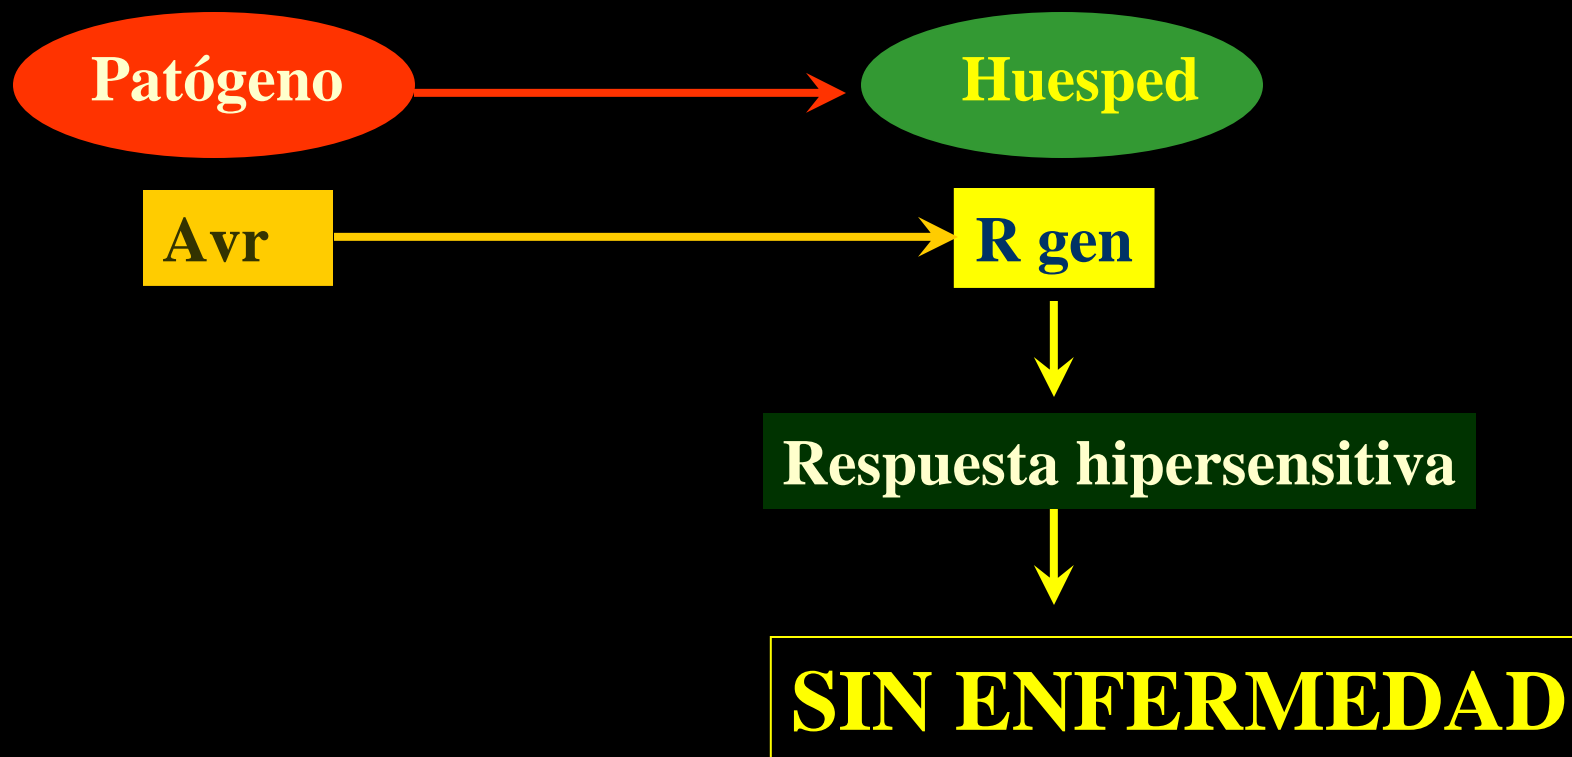 Patógeno
Huesped
Avr
R gen
Respuesta hipersensitiva
SIN ENFERMEDAD